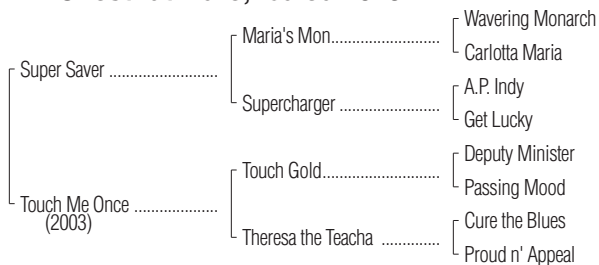 Wavering Monarch
Maria's Mon
Carlotta Maria
Super Saver
A.P. Indy
Supercharger
Get Lucky
Deputy Minister
Touch Gold
Passing Mood
Touch Me Once
(2003)
Cure the Blues
Theresa the Teacha
Proud n' Appeal